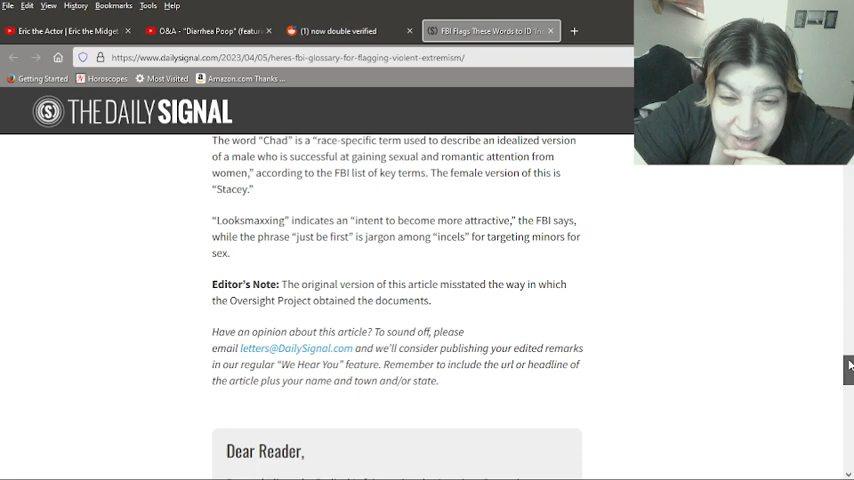 File Edit View History Bookmarks Tools Help
Eric the Actor | Eric the Midget
Q&A - "Diarrhea Poop" (featuri
(1) now double verified
FBI Flags These Words to ID 'In
https://www.dailysignal.com/2023/04/05/heres-fbi-glossary-for-flagging-violent-extremism/
Getting Started Horoscopes Most Visited Amazon.com Thanks ...
THE DAILY SIGNAL
The word “Chad” is a “race-specific term used to describe an idealized version
of a male who is successful at gaining sexual and romantic attention from
women,” according to the FBI list of key terms. The female version of this is
“Stacey.”
“Looksmaxxing” indicates an “intent to become more attractive,” the FBI says,
while the phrase “just be first” is jargon among “incels” for targeting minors for
sex.
Editor’s Note: The original version of this article misstated the way in which
the Oversight Project obtained the documents.
Have an opinion about this article? To sound off, please
email letters@DailySignal.com and we’ll consider publishing your edited remarks
in our regular “We Hear You” feature. Remember to include the url or headline of
the article plus your name and town and/or state.
Dear Reader,